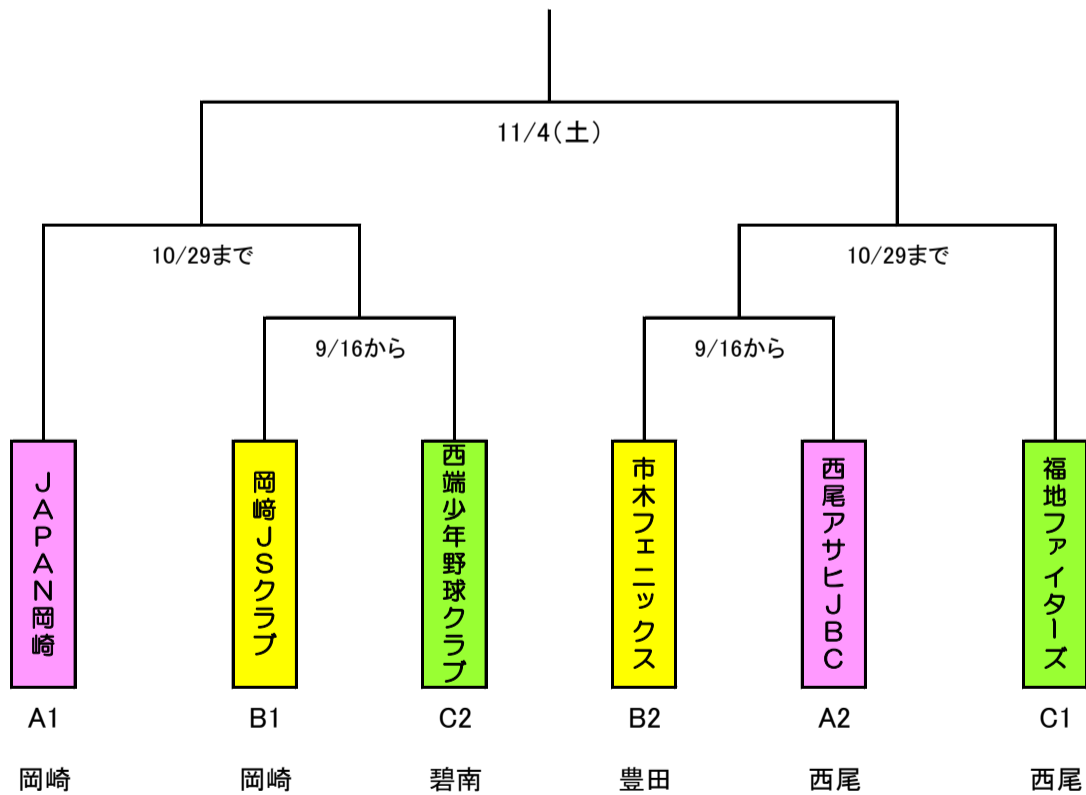 11/4(土)
10/29まで
10/29まで
9/16から
9/16から
JAPAN岡崎
岡﨑JSクラブ
西端少年野球クラブ
市木フェニックス
西尾アサヒJBC
福地ファイターズ
A1
B1
C2
B2
A2
C1
岡崎
岡崎
碧南
豊田
西尾
西尾